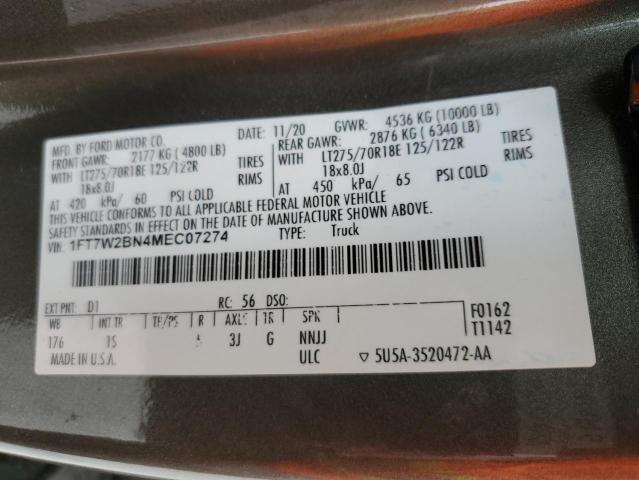 MFD. BY FORD MOTOR CO.
DATE: 11/20 GVWR: 4536 KG (10000 LB)
FRONT GAWR: 2177 KG (4800 LB) REAR GAWR: 2876 KG (6340 LB)
WITH LT275/70R18E 125/122R TIRES WITH LT275/70R18E 125/122R TIRES
18x8.0J RIMS 18x8.0J RIMS
AT 420 kPa/ 60 PSI COLD AT 450 kPa/ 65 PSI COLD
THIS VEHICLE CONFORMS TO ALL APPLICABLE FEDERAL MOTOR VEHICLE
SAFETY STANDARDS IN EFFECT ON THE DATE OF MANUFACTURE SHOWN ABOVE.
VIN: 1FT7W2BN4MEC07274 TYPE: Truck
EXT PNT: D1 RC: 56 DSO: F0162
WB INT TR TP/PS R AXLE TR SPR T1142
176 1S 3J G NNJJ
MADE IN U.S.A. ULC ▽ 5U5A-3520472-AA